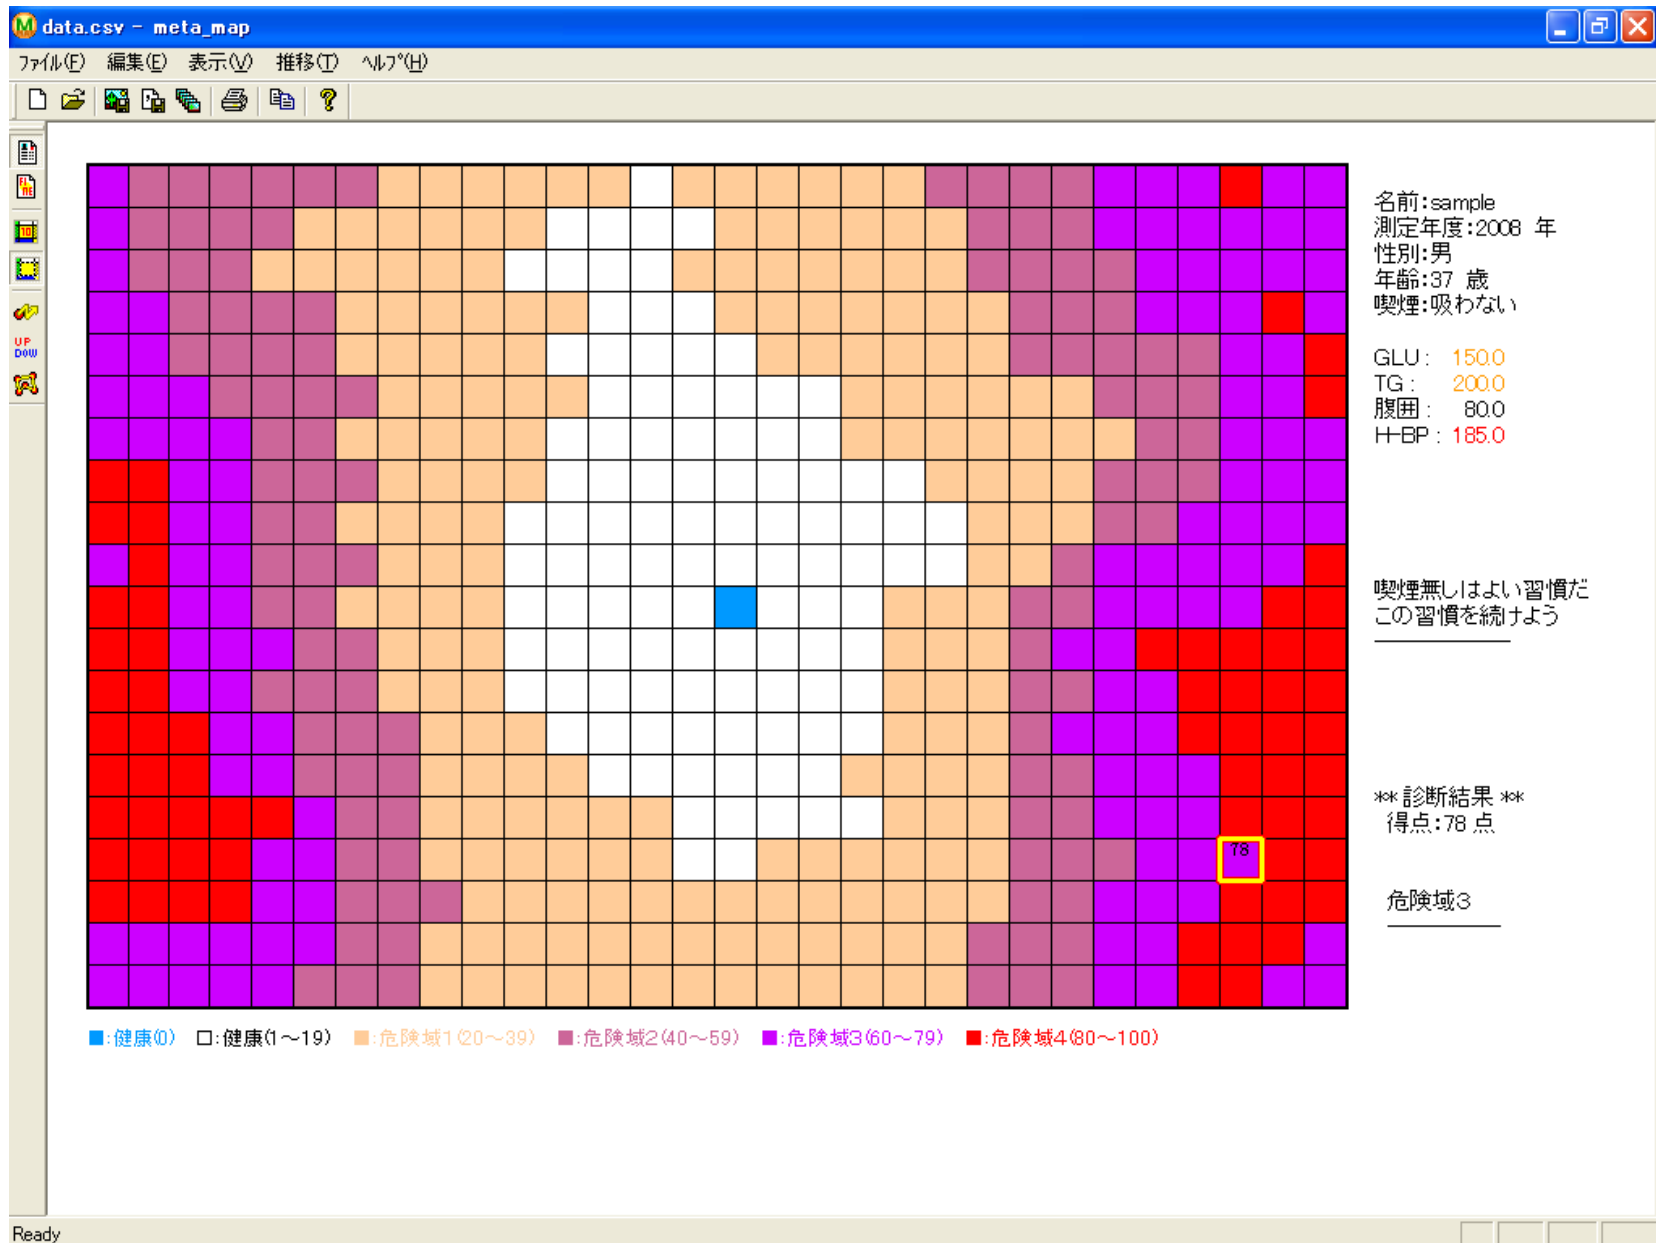 data.csv - meta_map
ﾌｧｲﾙ(F) 編集(E) 表示(V) 推移(T) ﾍﾙﾌﾟ(H)
FI
ME
10
UP
DOW
名前:sample
測定年度:2008 年
性別:男
年齢:37 歳
喫煙:吸わない
GLU : 150.0
TG : 200.0
腹囲 : 80.0
H-BP : 185.0
喫煙無しはよい習慣だ
この習慣を続けよう
** 診断結果 **
得点:78 点
78
危険域3
■:健康(0) □:健康(1～19) ■:危険域1(20～39) ■:危険域2(40～59) ■:危険域3(60～79) ■:危険域4(80～100)
Ready